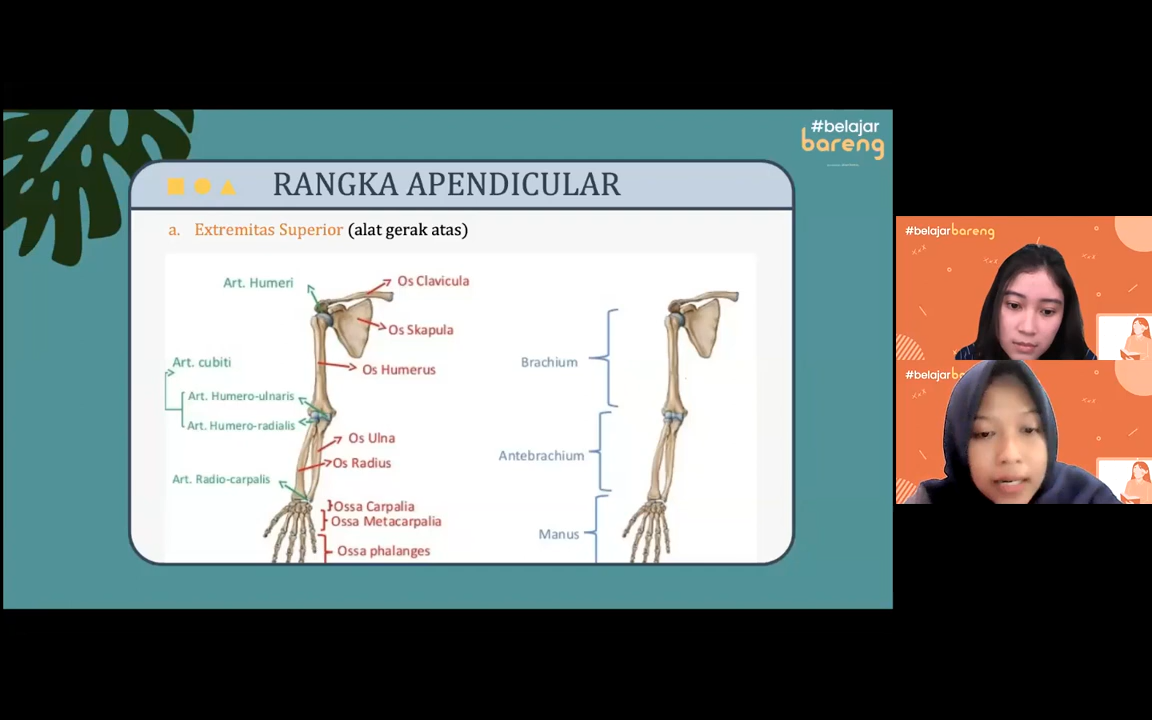 #belajar
bareng
RANGKA APENDICULAR
a. Extremitas Superior (alat gerak atas)
Art. Humeri
Os Clavicula
Os Skapula
Art. cubiti
Os Humerus
Art. Humero-ulnaris
Art. Humero-radialis
Os Ulna
Os Radius
Art. Radio-carpalis
Ossa Carpalia
Ossa Metacarpalia
Ossa phalanges
Brachium
Antebrachium
Manus
#belajarbareng
#belajarba